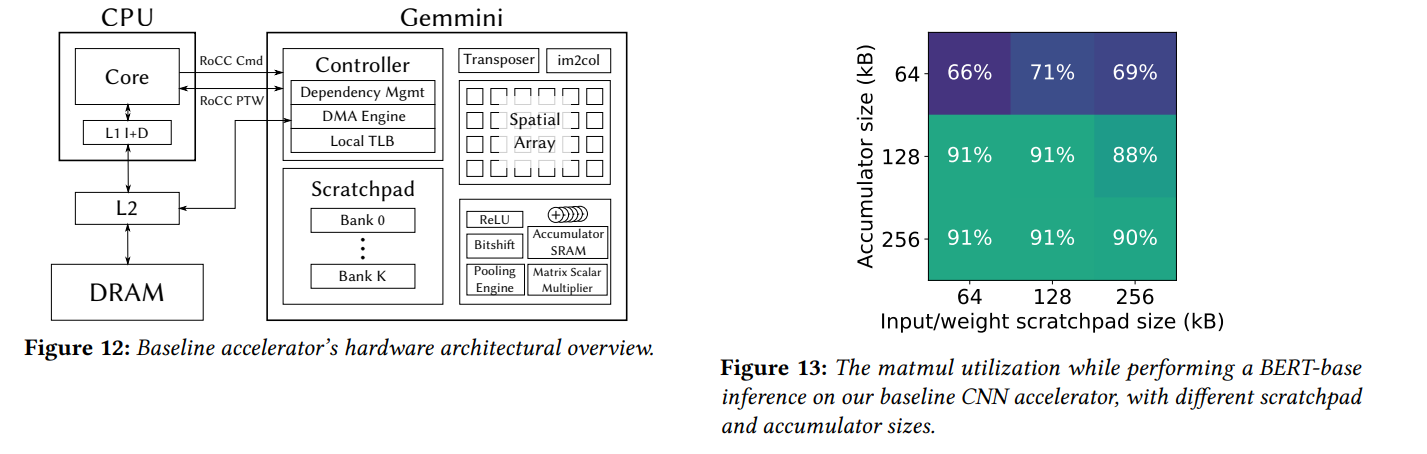 CPU
Gemmini
Core
L1 I+D
L2
DRAM
RoCC Cmd
RoCC PTW
Controller
Dependency Mgmt
DMA Engine
Local TLB
Scratchpad
Bank 0
Bank K
Transposer
im2col
Spatial
Array
ReLU
+
Bitshift
Accumulator
SRAM
Pooling
Engine
Matrix Scalar
Multiplier
Figure 12: Baseline accelerator's hardware architectural overview.
Accumulator size (kB)
64
66% 71% 69%
128
91% 91% 88%
256
91% 91% 90%
64 128 256
Input/weight scratchpad size (kB)
Figure 13: The matmul utilization while performing a BERT-base
inference on our baseline CNN accelerator, with different scratchpad
and accumulator sizes.